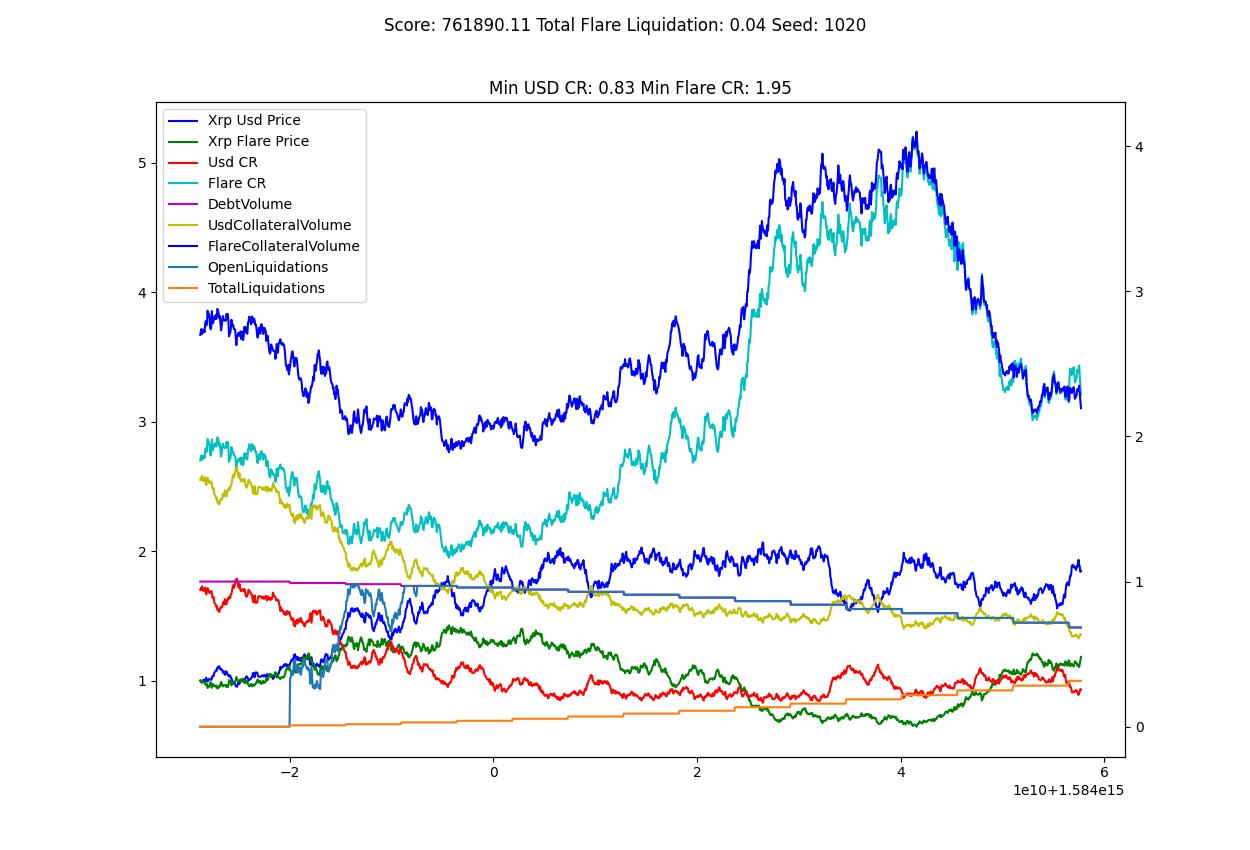 Score: 761890.11 Total Flare Liquidation: 0.04 Seed: 1020
Min USD CR: 0.83 Min Flare CR: 1.95
Xrp Usd Price
Xrp Flare Price
Usd CR
Flare CR
DebtVolume
UsdCollateralVolume
FlareCollateralVolume
OpenLiquidations
TotalLiquidations
5
4
3
2
1
4
3
2
1
0
−2
0
2
4
6
1e10+1.584e15